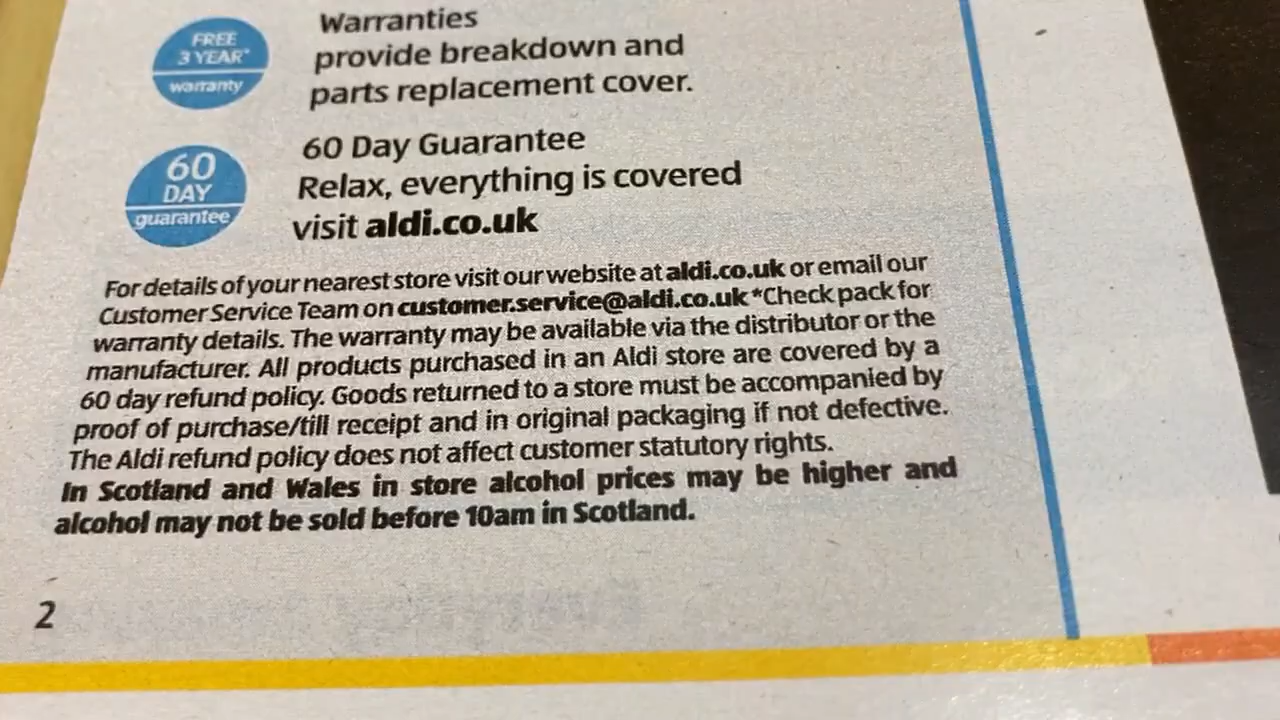 FREE
3 YEAR*
warranty
Warranties
provide breakdown and
parts replacement cover.
60
DAY
guarantee
60 Day Guarantee
Relax, everything is covered
visit aldi.co.uk
For details of your nearest store visit our website at aldi.co.uk or email our
Customer Service Team on customer.service@aldi.co.uk *Check pack for
warranty details. The warranty may be available via the distributor or the
manufacturer. All products purchased in an Aldi store are covered by a
60 day refund policy. Goods returned to a store must be accompanied by
proof of purchase/till receipt and in original packaging if not defective.
The Aldi refund policy does not affect customer statutory rights.
In Scotland and Wales in store alcohol prices may be higher and
alcohol may not be sold before 10am in Scotland.
2